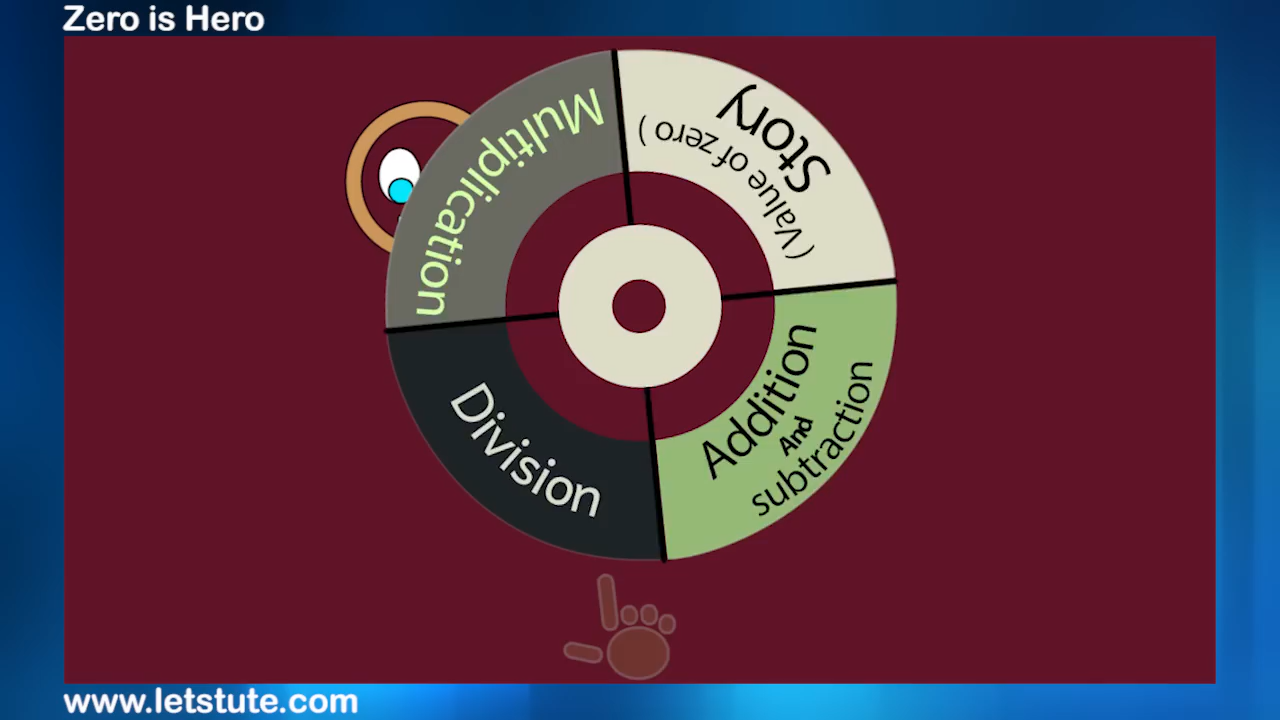 Zero is Hero
Multiplication
Story
(Value of zero)
Division
Addition
And
subtraction
www.letstute.com